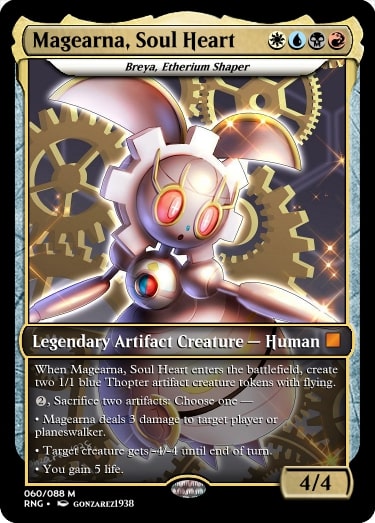 Magearna, Soul Heart
Breya, Etherium Shaper
Legendary Artifact Creature — Human
When Magearna, Soul Heart enters the battlefield, create
two 1/1 blue Thopter artifact creature tokens with flying.
2, Sacrifice two artifacts: Choose one —
• Magearna deals 3 damage to target player or
planeswalker.
• Target creature gets -4/-4 until end of turn.
• You gain 5 life.
4/4
060/088 M
RNG • GONZAREZ1938